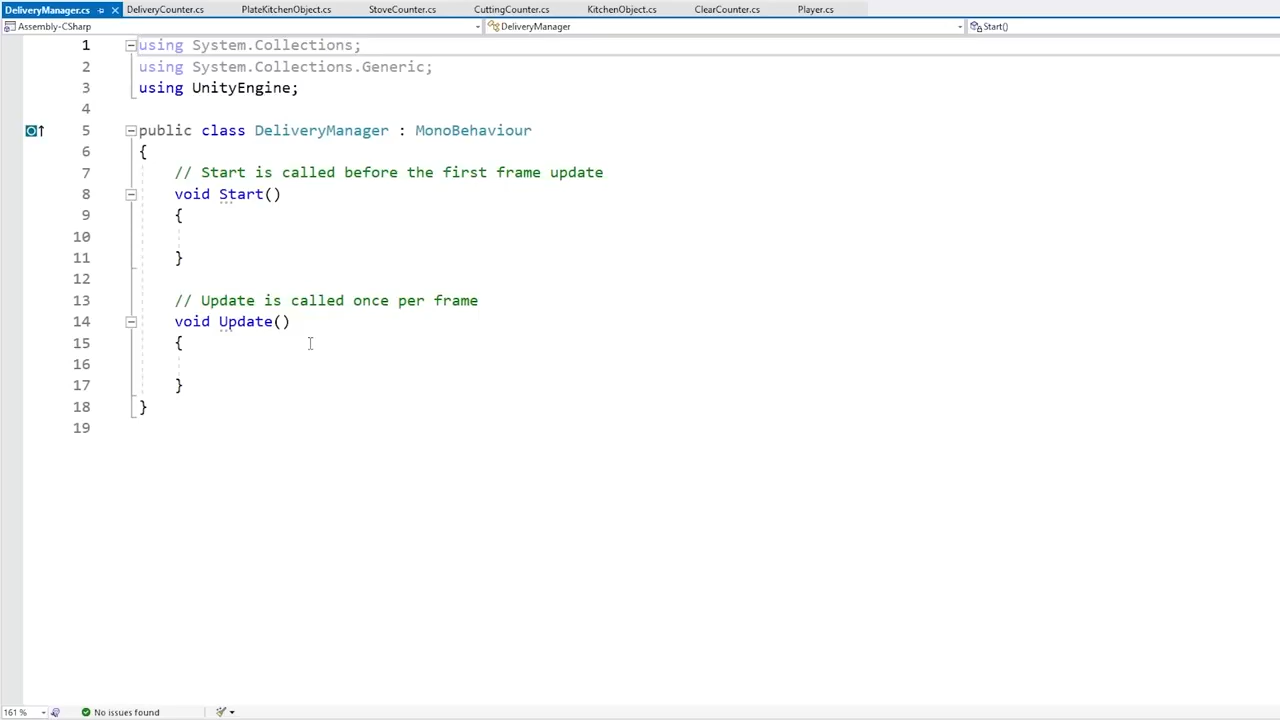 DeliveryManager.cs DeliveryCounter.cs PlateKitchenObject.cs StoveCounter.cs CuttingCounter.cs KitchenObject.cs ClearCounter.cs Player.cs
Assembly-CSharp DeliveryManager Start()
1 using System.Collections;
2 using System.Collections.Generic;
3 using UnityEngine;
4
5 public class DeliveryManager : MonoBehaviour
6 {
7 // Start is called before the first frame update
8 void Start()
9 {
10
11 }
12
13 // Update is called once per frame
14 void Update()
15 {
16
17 }
18 }
19
161 % No issues found